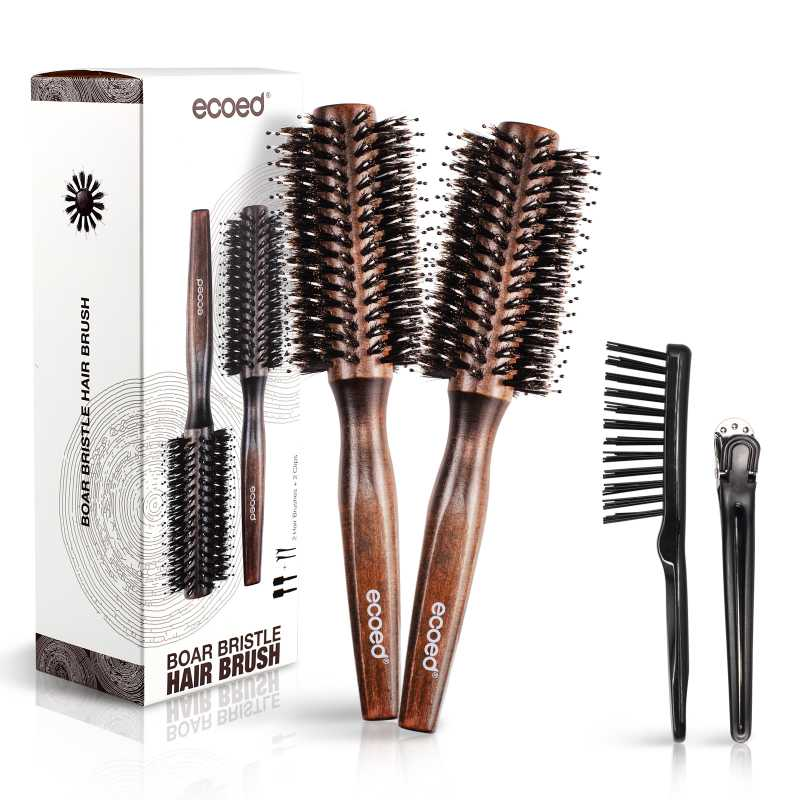 ecoed®
BOAR BRISTLE HAIR BRUSH
ecoed
ecoed
2 Hair Brushes + 2 Clips
BOAR BRISTLE
HAIR BRUSH
ecoed®
ecoed®